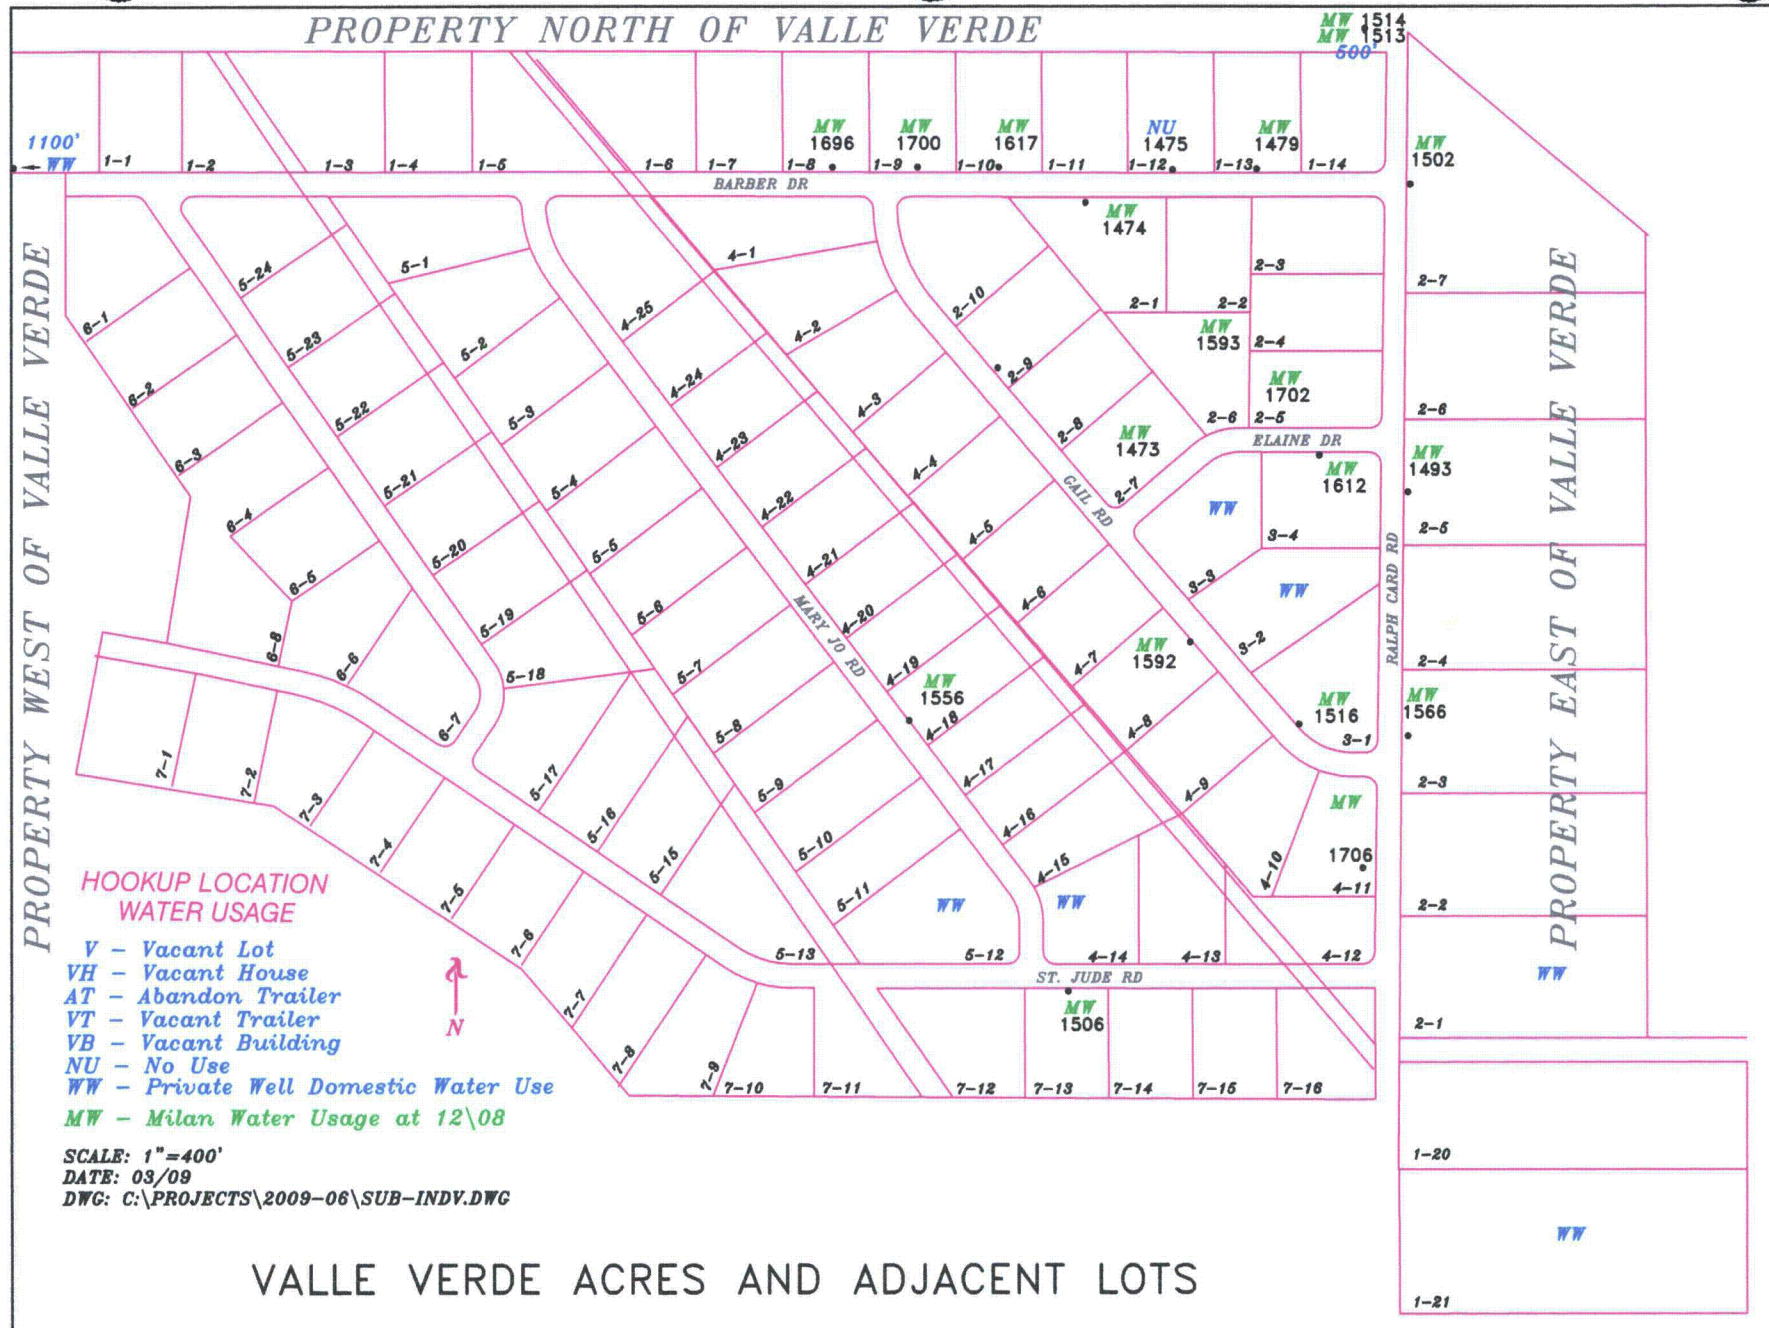 PROPERTY NORTH OF VALLE VERDE
MW 1514
MW 1513
500'
1100'
WW
1-1
1-2
1-3
1-4
1-5
1-6
1-7
MW
1696
1-8
MW
1700
1-9
MW
1617
1-10
1-11
NU
1475
1-12
MW
1479
1-13
1-14
MW
1502
BARBER DR
PROPERTY WEST OF VALLE VERDE
PROPERTY EAST OF VALLE VERDE
MW
1474
2-1
2-2
2-3
2-4
MW
1593
MW
1702
2-5
2-6
ELAINE DR
2-10
2-9
2-8
MW
1473
2-7
GAIL RD
MW
1612
WW
3-4
3-3
WW
3-2
MW
1516
3-1
RALPH CARD RD
2-7
2-6
MW
1493
2-5
2-4
MW
1566
2-3
2-2
WW
2-1
1-20
WW
1-21
4-1
4-2
4-3
4-4
4-5
4-6
4-7
MW
1592
4-8
4-9
4-10
MW
1706
4-11
4-12
4-13
4-14
WW
4-15
4-16
4-17
4-18
MW
1556
4-19
4-20
4-21
4-22
4-23
4-24
4-25
MARY JO RD
5-1
5-2
5-3
5-4
5-5
5-6
5-7
5-8
5-9
5-10
5-11
WW
5-12
5-13
5-15
5-16
5-17
5-18
5-19
5-20
5-21
5-22
5-23
5-24
6-1
6-2
6-3
6-4
6-5
6-6
6-7
6-8
7-1
7-2
7-3
7-4
7-5
7-6
7-7
7-8
7-9
7-10
7-11
7-12
7-13
7-14
7-15
7-16
ST. JUDE RD
MW
1506
HOOKUP LOCATION
WATER USAGE
V - Vacant Lot
VH - Vacant House
AT - Abandon Trailer
VT - Vacant Trailer
VB - Vacant Building
NU - No Use
WW - Private Well Domestic Water Use
MW - Milan Water Usage at 12\08
N
SCALE: 1"=400'
DATE: 03/09
DWG: C:\PROJECTS\2009-06\SUB-INDV.DWG
VALLE VERDE ACRES AND ADJACENT LOTS